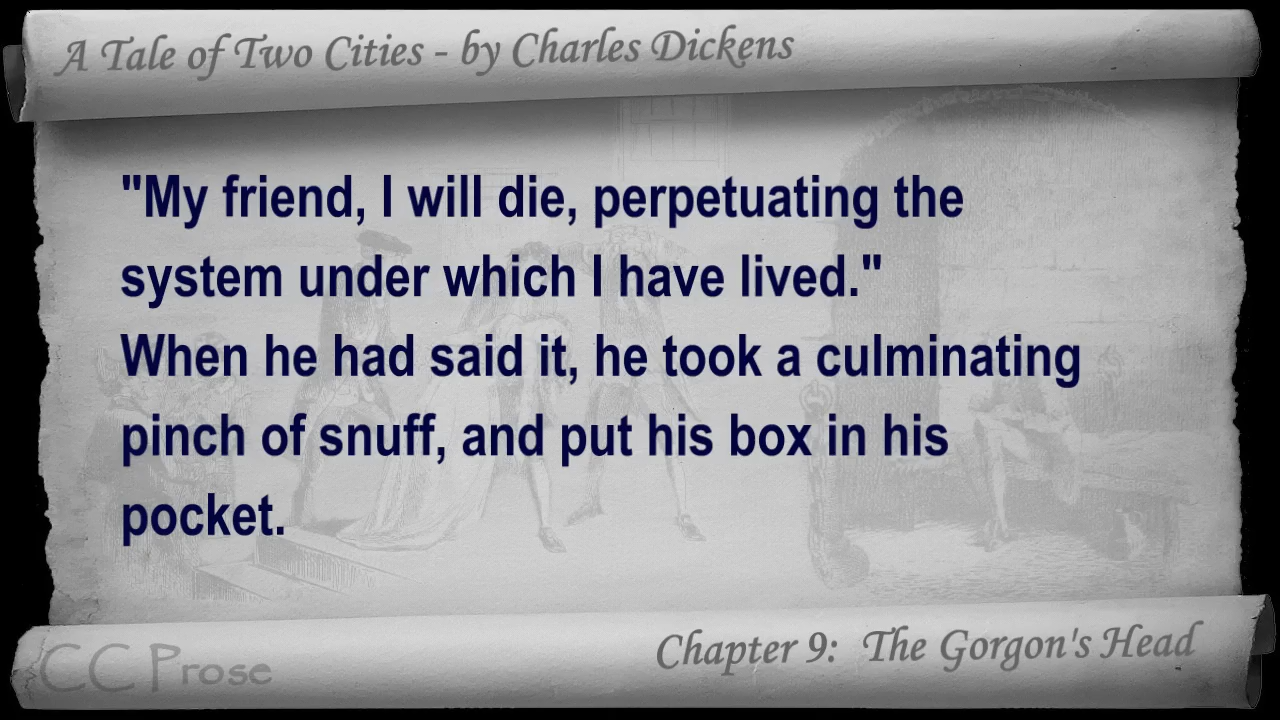 A Tale of Two Cities - by Charles Dickens
"My friend, I will die, perpetuating the
system under which I have lived."
When he had said it, he took a culminating
pinch of snuff, and put his box in his
pocket.
Chapter 9: The Gorgon's Head
CC Prose